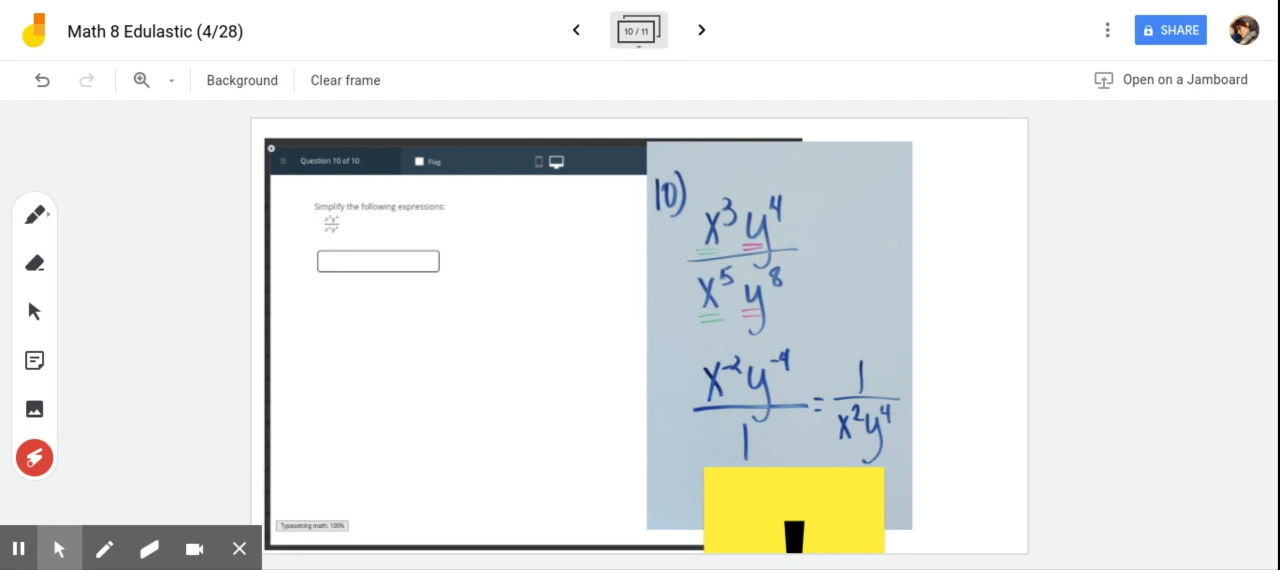 Math 8 Edulastic (4/28)
10 / 11
SHARE
Background
Clear frame
Open on a Jamboard
Question 10 of 10
Flag
Simplify the following expressions:
10)
x³y⁴
x⁵y⁸
x⁻²y⁻⁴ / 1 = 1 / x²y⁴
Typesetting math: 100%